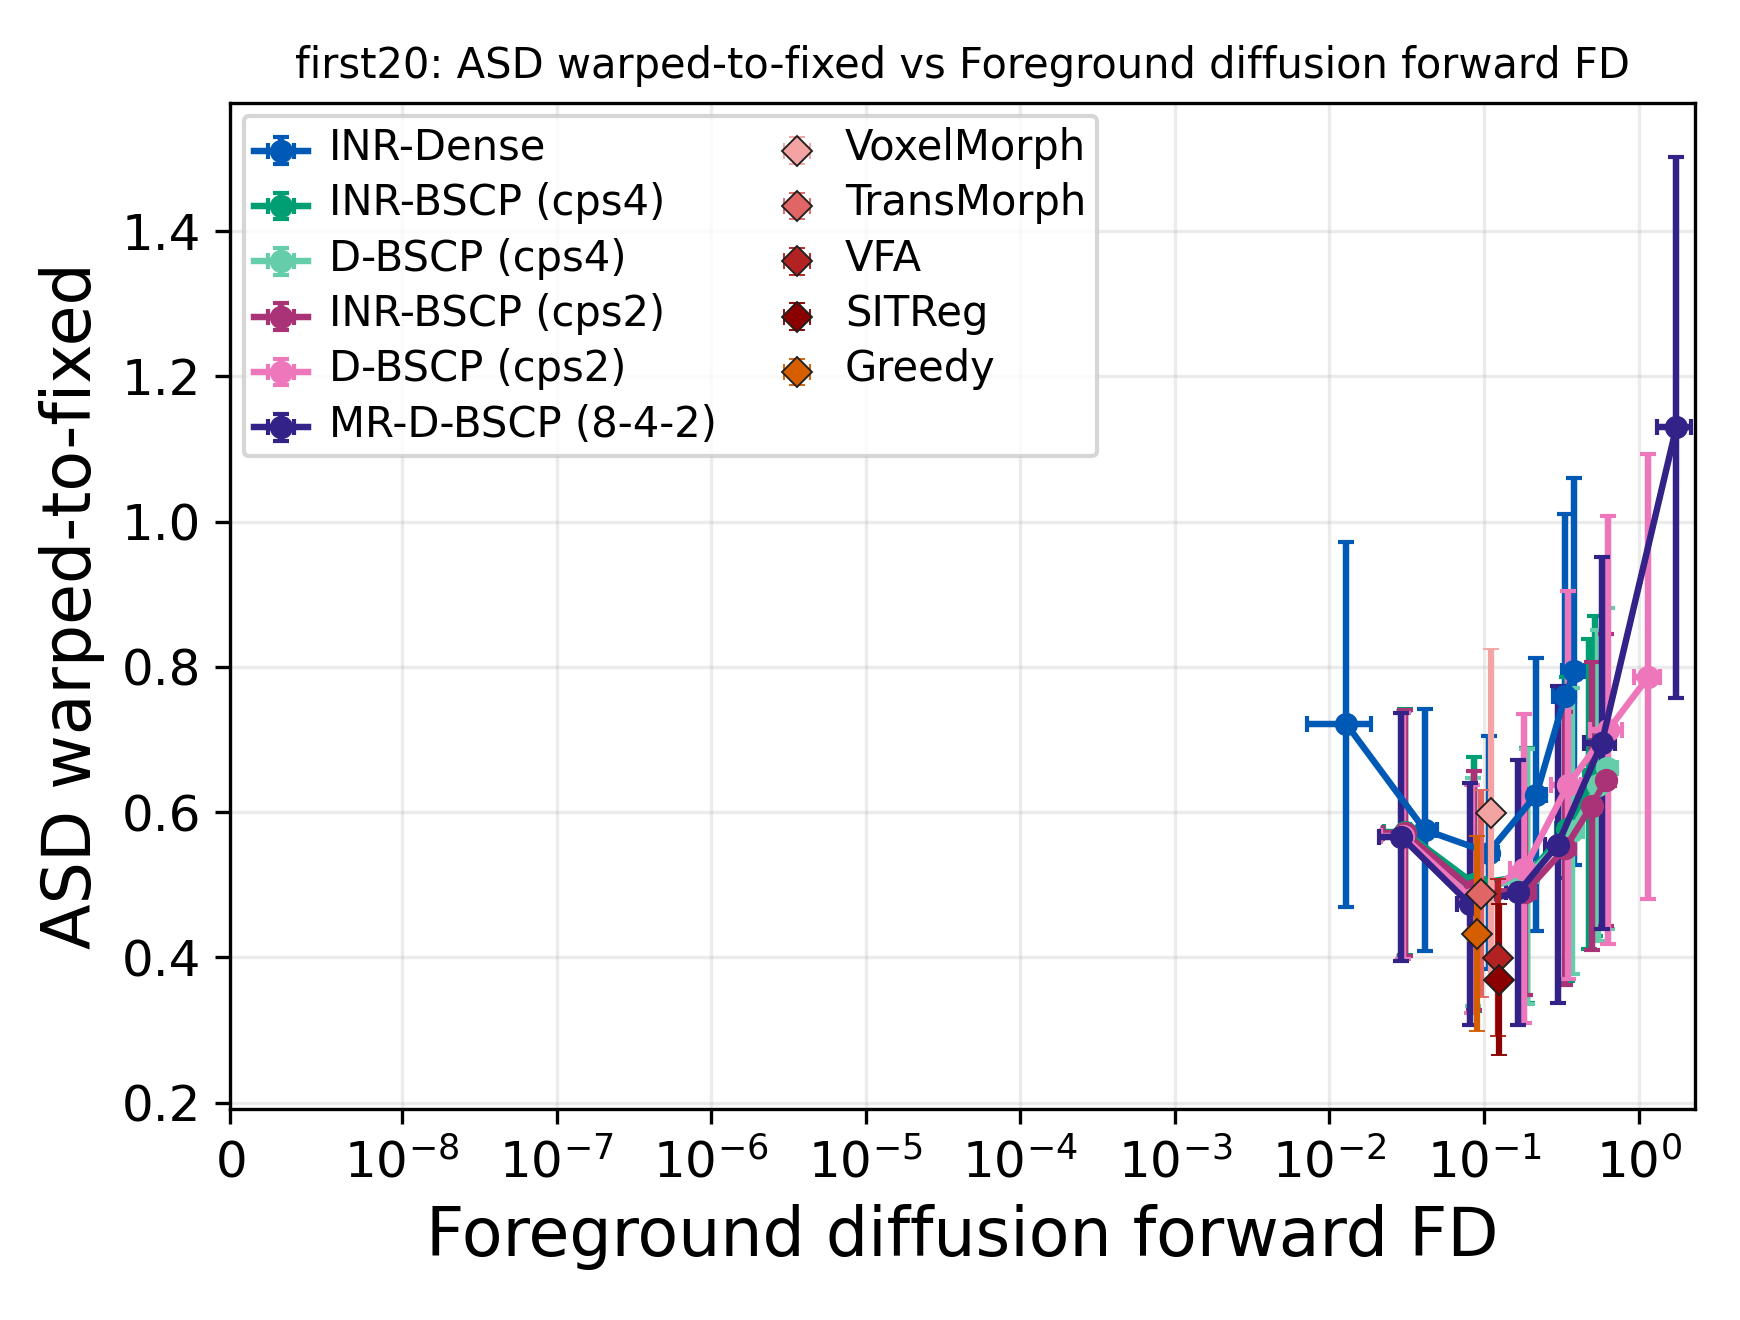 first20: ASD warped-to-fixed vs Foreground diffusion forward FD
INR-Dense
INR-BSCP (cps4)
D-BSCP (cps4)
INR-BSCP (cps2)
D-BSCP (cps2)
MR-D-BSCP (8-4-2)
VoxelMorph
TransMorph
VFA
SITReg
Greedy
ASD warped-to-fixed
1.4
1.2
1.0
0.8
0.6
0.4
0.2
0 10⁻⁸ 10⁻⁷ 10⁻⁶ 10⁻⁵ 10⁻⁴ 10⁻³ 10⁻² 10⁻¹ 10⁰
Foreground diffusion forward FD